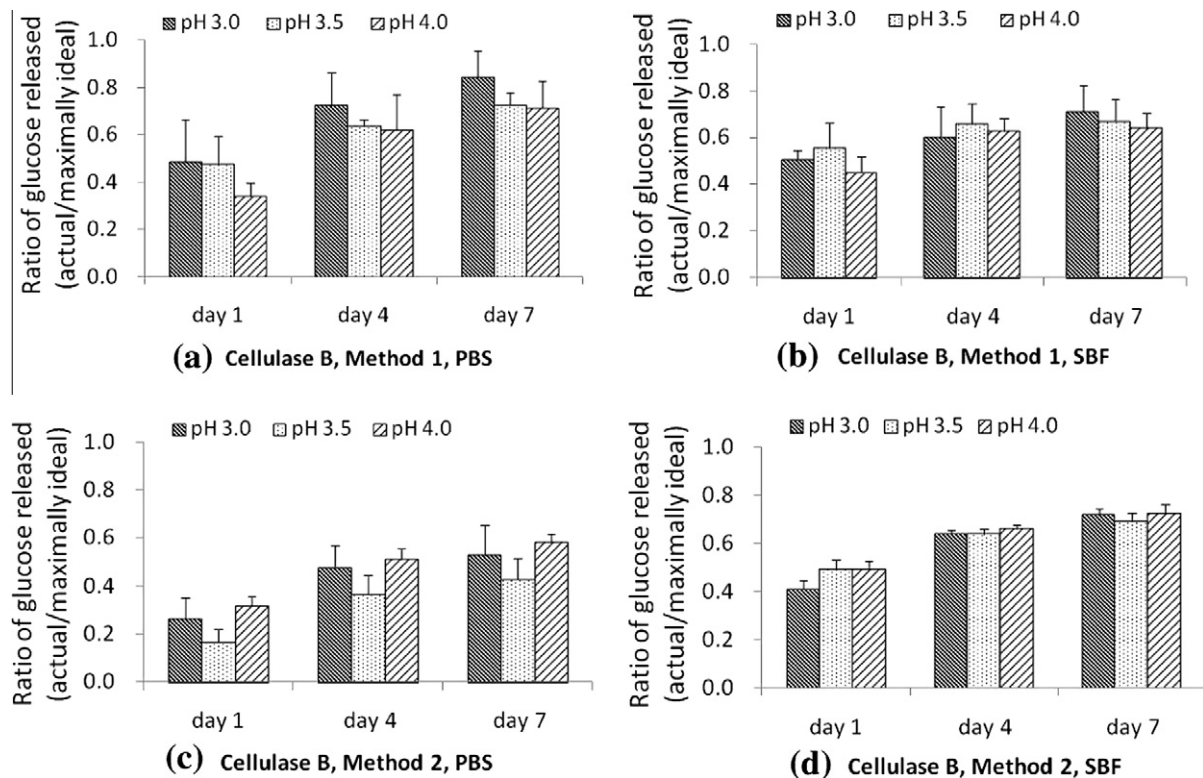 pH 3.0 pH 3.5 pH 4.0
Ratio of glucose released
(actual/maximally ideal)
1.0
0.8
0.6
0.4
0.2
0.0
day 1 day 4 day 7
(a) Cellulase B, Method 1, PBS
pH 3.0 pH 3.5 pH 4.0
Ratio of glucose released
(actual/maximally ideal)
1.0
0.8
0.6
0.4
0.2
0.0
day 1 day 4 day 7
(b) Cellulase B, Method 1, SBF
pH 3.0 pH 3.5 pH 4.0
Ratio of glucose released
(actual/maximally ideal)
1.0
0.8
0.6
0.4
0.2
0.0
day 1 day 4 day 7
(c) Cellulase B, Method 2, PBS
pH 3.0 pH 3.5 pH 4.0
Ratio of glucose released
(actual/maximally ideal)
1.0
0.8
0.6
0.4
0.2
0.0
day 1 day 4 day 7
(d) Cellulase B, Method 2, SBF